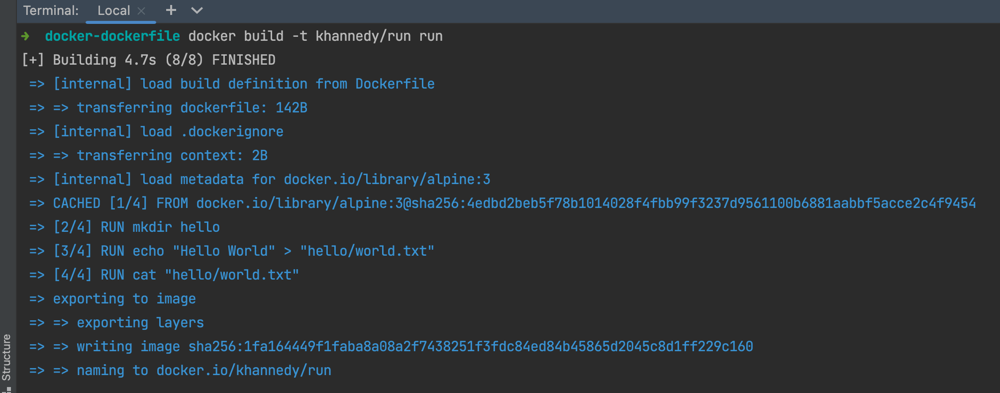 Terminal: Local × + 
➜ docker-dockerfile docker build -t khannedy/run run
[+] Building 4.7s (8/8) FINISHED
=> [internal] load build definition from Dockerfile
=> => transferring dockerfile: 142B
=> [internal] load .dockerignore
=> => transferring context: 2B
=> [internal] load metadata for docker.io/library/alpine:3
=> CACHED [1/4] FROM docker.io/library/alpine:3@sha256:4edbd2beb5f78b1014028f4fbb99f3237d9561100b6881aabbf5acce2c4f9454
=> [2/4] RUN mkdir hello
=> [3/4] RUN echo "Hello World" > "hello/world.txt"
=> [4/4] RUN cat "hello/world.txt"
=> exporting to image
=> => exporting layers
=> => writing image sha256:1fa164449f1faba8a08a2f7438251f3fdc84ed84b45865d2045c8d1ff229c160
=> => naming to docker.io/khannedy/run
Structure